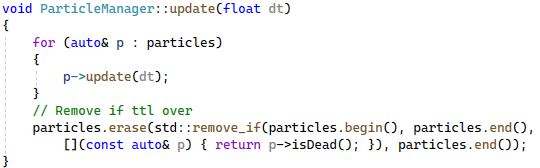 void ParticleManager::update(float dt)
{
    for (auto& p : particles)
    {
        p->update(dt);
    }
    // Remove if ttl over
    particles.erase(std::remove_if(particles.begin(), particles.end(),
        [](const auto& p) { return p->isDead(); }), particles.end());
}